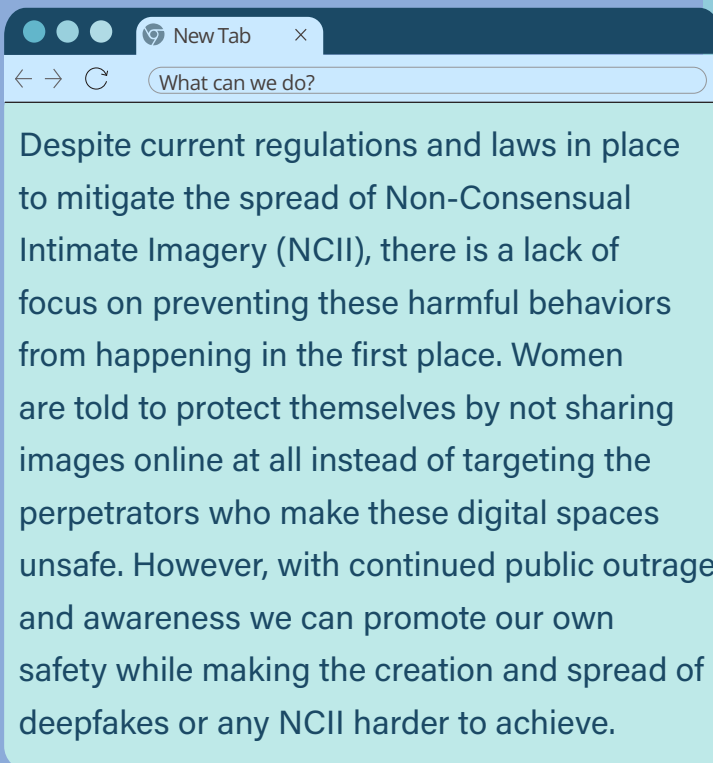 New Tab
What can we do?
Despite current regulations and laws in place
to mitigate the spread of Non-Consensual
Intimate Imagery (NCII), there is a lack of
focus on preventing these harmful behaviors
from happening in the first place. Women
are told to protect themselves by not sharing
images online at all instead of targeting the
perpetrators who make these digital spaces
unsafe. However, with continued public outrage
and awareness we can promote our own
safety while making the creation and spread of
deepfakes or any NCII harder to achieve.